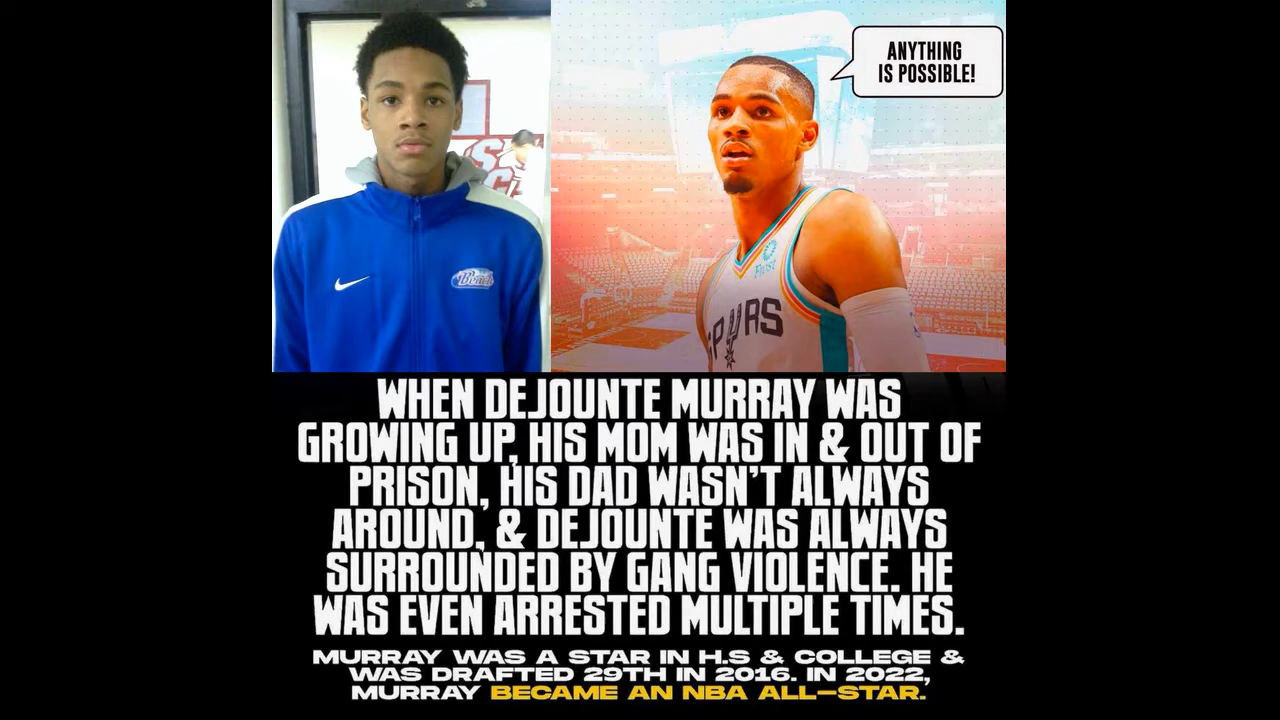 ANYTHING
IS POSSIBLE!
Frost
SPURS
WHEN DEJOUNTE MURRAY WAS
GROWING UP, HIS MOM WAS IN & OUT OF
PRISON, HIS DAD WASN'T ALWAYS
AROUND, & DEJOUNTE WAS ALWAYS
SURROUNDED BY GANG VIOLENCE. HE
WAS EVEN ARRESTED MULTIPLE TIMES.
MURRAY WAS A STAR IN H.S & COLLEGE &
WAS DRAFTED 29TH IN 2016. IN 2022,
MURRAY BECAME AN NBA ALL–STAR.